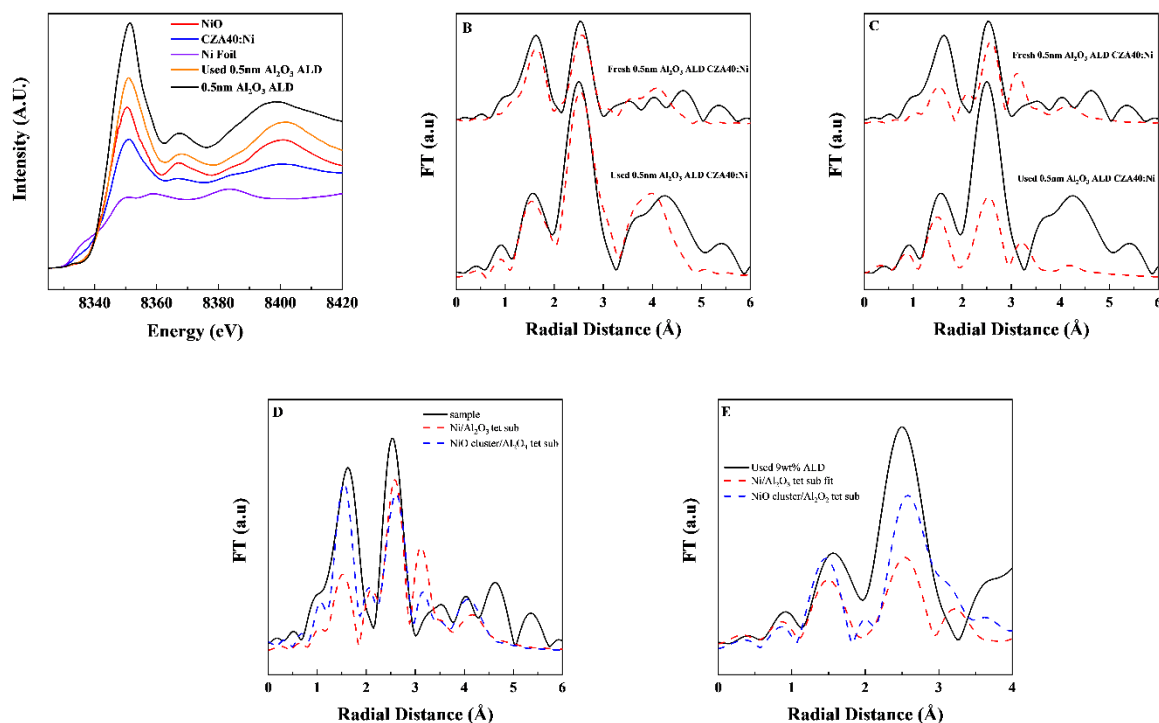 NiO
CZA40:Ni
Ni Foil
Used 0.5nm Al₂O₃ ALD
0.5nm Al₂O₃ ALD
Intensity (A.U.)
8340 8360 8380 8400 8420
Energy (eV)
B
Fresh 0.5nm Al₂O₃ ALD CZA40:Ni
Used 0.5nm Al₂O₃ ALD CZA40:Ni
FT (a.u)
0 1 2 3 4 5 6
Radial Distance (Å)
C
Fresh 0.5nm Al₂O₃ ALD CZA40:Ni
Used 0.5nm Al₂O₃ ALD CZA40:Ni
FT (a.u)
0 1 2 3 4 5 6
Radial Distance (Å)
D
sample
Ni/Al₂O₃ tet sub
NiO cluster/Al₂O₃ tet sub
FT (a.u)
0 1 2 3 4 5 6
Radial Distance (Å)
E
Used 9wt% ALD
Ni/Al₂O₃ tet sub fit
NiO cluster/Al₂O₃ tet sub
FT (a.u)
0 1 2 3 4
Radial Distance (Å)